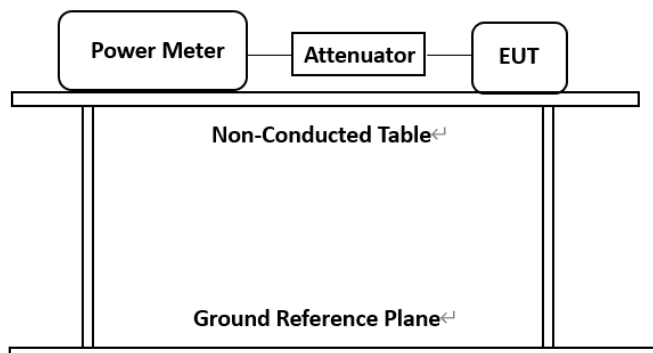 Power Meter
Attenuator
EUT
Non-Conducted Table↵
Ground Reference Plane↵